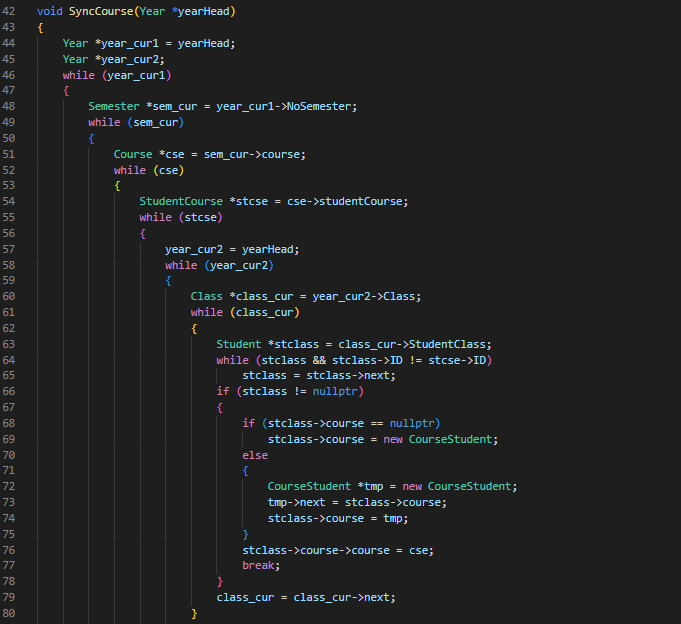 42 void SyncCourse(Year *yearHead)
43 {
44     Year *year_cur1 = yearHead;
45     Year *year_cur2;
46     while (year_cur1)
47     {
48         Semester *sem_cur = year_cur1->NoSemester;
49         while (sem_cur)
50         {
51             Course *cse = sem_cur->course;
52             while (cse)
53             {
54                 StudentCourse *stcse = cse->studentCourse;
55                 while (stcse)
56                 {
57                     year_cur2 = yearHead;
58                     while (year_cur2)
59                     {
60                         Class *class_cur = year_cur2->Class;
61                         while (class_cur)
62                         {
63                             Student *stclass = class_cur->StudentClass;
64                             while (stclass && stclass->ID != stcse->ID)
65                                 stclass = stclass->next;
66                             if (stclass != nullptr)
67                             {
68                                 if (stclass->course == nullptr)
69                                     stclass->course = new CourseStudent;
70                                 else
71                                 {
72                                     CourseStudent *tmp = new CourseStudent;
73                                     tmp->next = stclass->course;
74                                     stclass->course = tmp;
75                                 }
76                                 stclass->course->course = cse;
77                                 break;
78                             }
79                             class_cur = class_cur->next;
80                         }